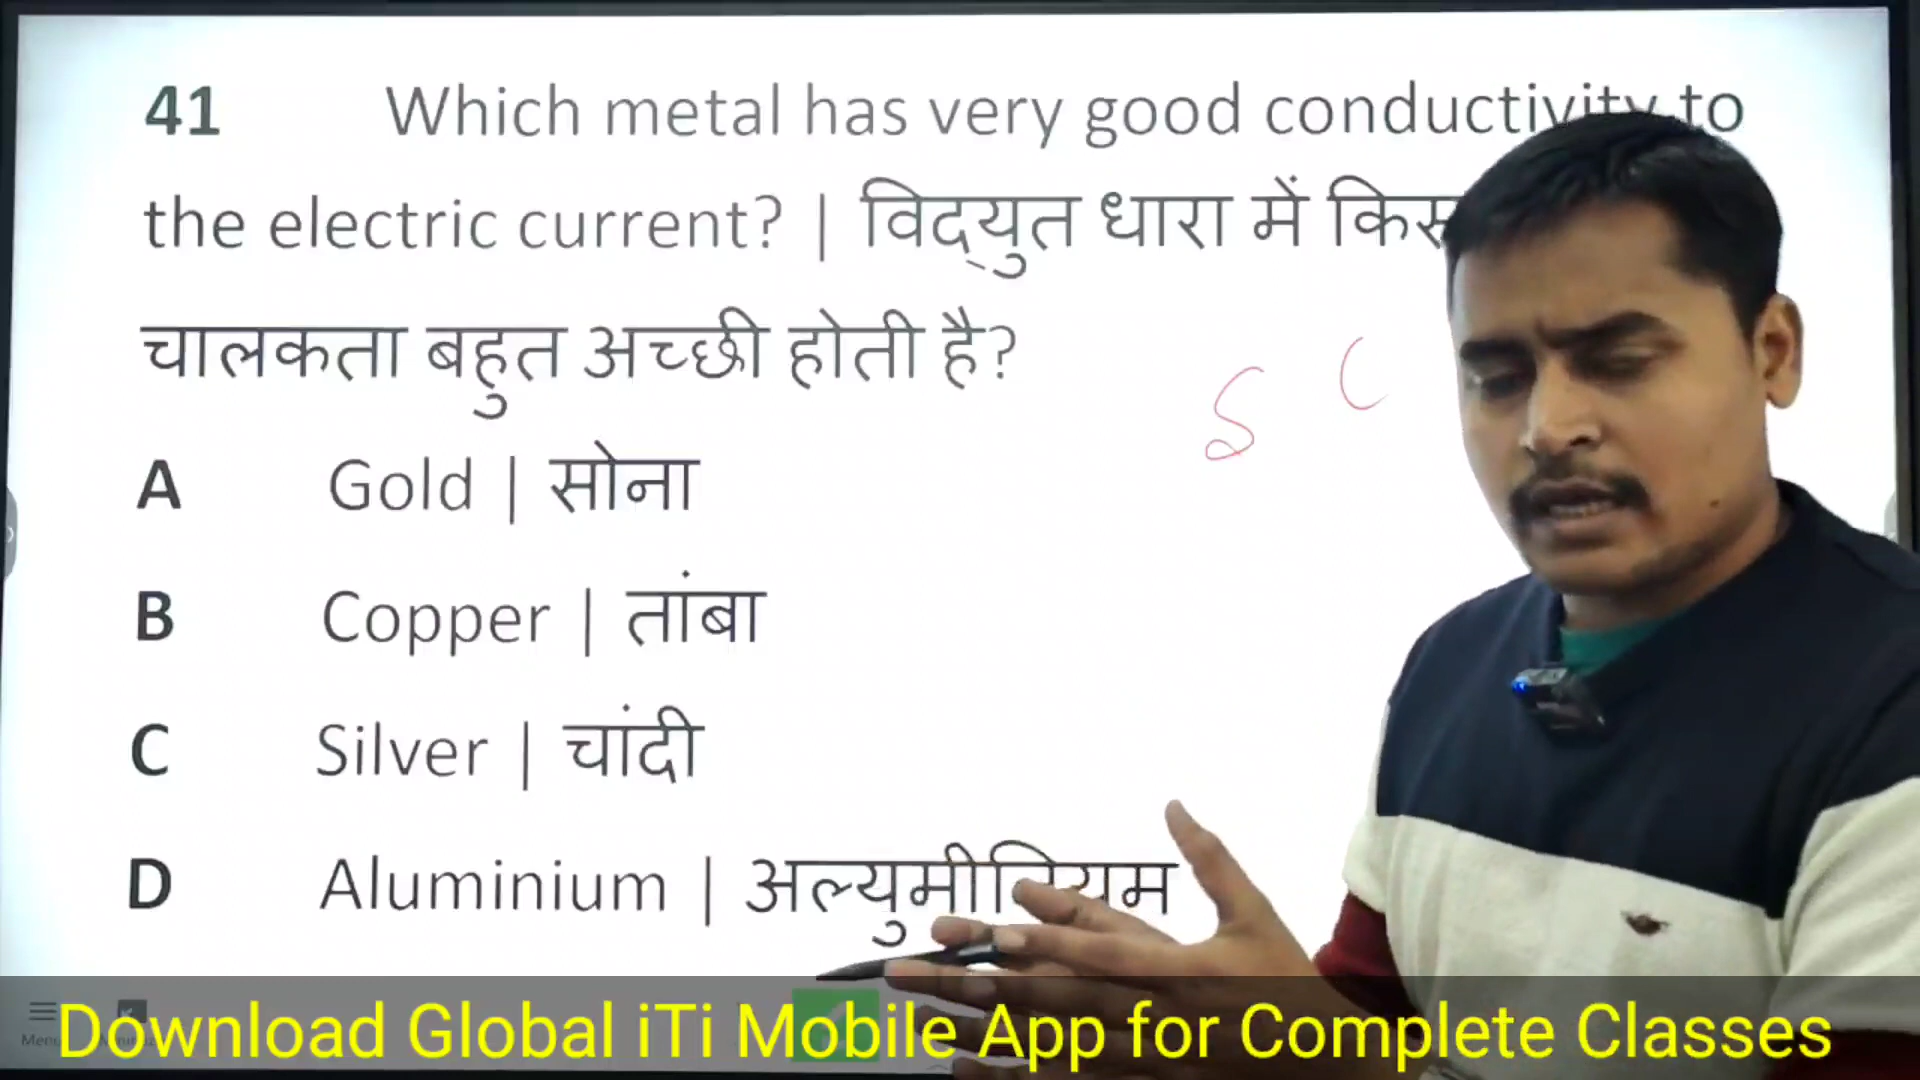 41 Which metal has very good conductivity to
the electric current? | विद्युत धारा में किस
चालकता बहुत अच्छी होती है?
S C
A Gold | सोना
B Copper | तांबा
C Silver | चांदी
D Aluminium | अल्युमीनियम
Download Global iTi Mobile App for Complete Classes